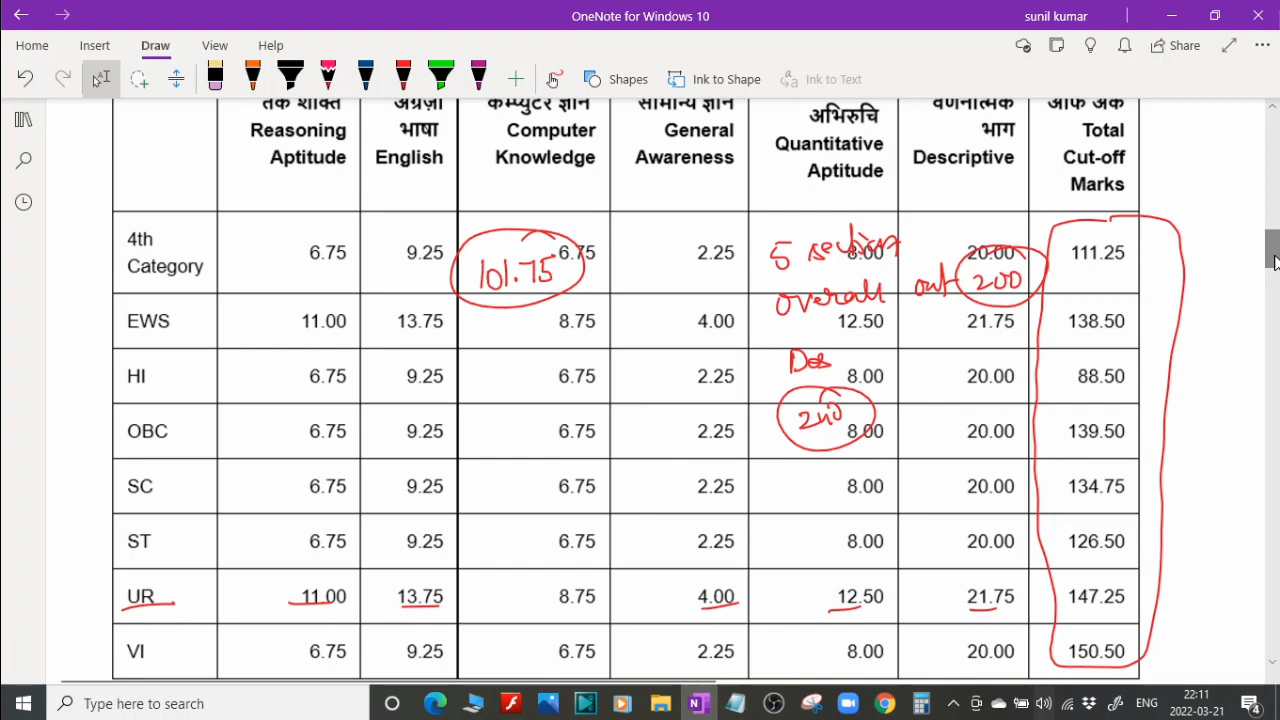 OneNote for Windows 10
sunil kumar
Home Insert Draw View Help
Share
Shapes Ink to Shape Ink to Text
तर्क शक्ति अंग्रेज़ी कम्प्युटर ज्ञान सामान्य ज्ञान अभिरुचि वर्णनात्मक ऑफ अंक
Reasoning भाषा Computer General Quantitative भाग Total
Aptitude English Knowledge Awareness Aptitude Descriptive Cut-off
Marks
4th
Category 6.75 9.25 6.75 2.25 8.00 20.00 111.25
101.75 5 section out 200
overall
EWS 11.00 13.75 8.75 4.00 12.50 21.75 138.50
Des
HI 6.75 9.25 6.75 2.25 8.00 20.00 88.50
240
OBC 6.75 9.25 6.75 2.25 8.00 20.00 139.50
SC 6.75 9.25 6.75 2.25 8.00 20.00 134.75
ST 6.75 9.25 6.75 2.25 8.00 20.00 126.50
UR 11.00 13.75 8.75 4.00 12.50 21.75 147.25
VI 6.75 9.25 6.75 2.25 8.00 20.00 150.50
Type here to search
ENG
22:11
2022-03-21
4